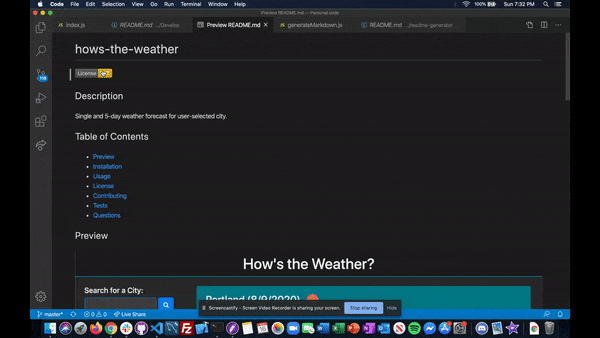 Code File Edit Selection View Go Run Terminal Window Help 100% Sun 7:32 PM
Preview README.md — Personal code
index.js README.md .../Develop Preview README.md generateMarkdown.js README.md .../readme-generator
hows-the-weather
License
Description
Single and 5-day weather forecast for user-selected city.
Table of Contents
Preview
Installation
Usage
License
Contributing
Tests
Questions
Preview
How's the Weather?
Search for a City:
Portland (8/9/2020)
Screencastify - Screen Video Recorder is sharing your screen. Stop sharing Hide
master* 0 0 Live Share